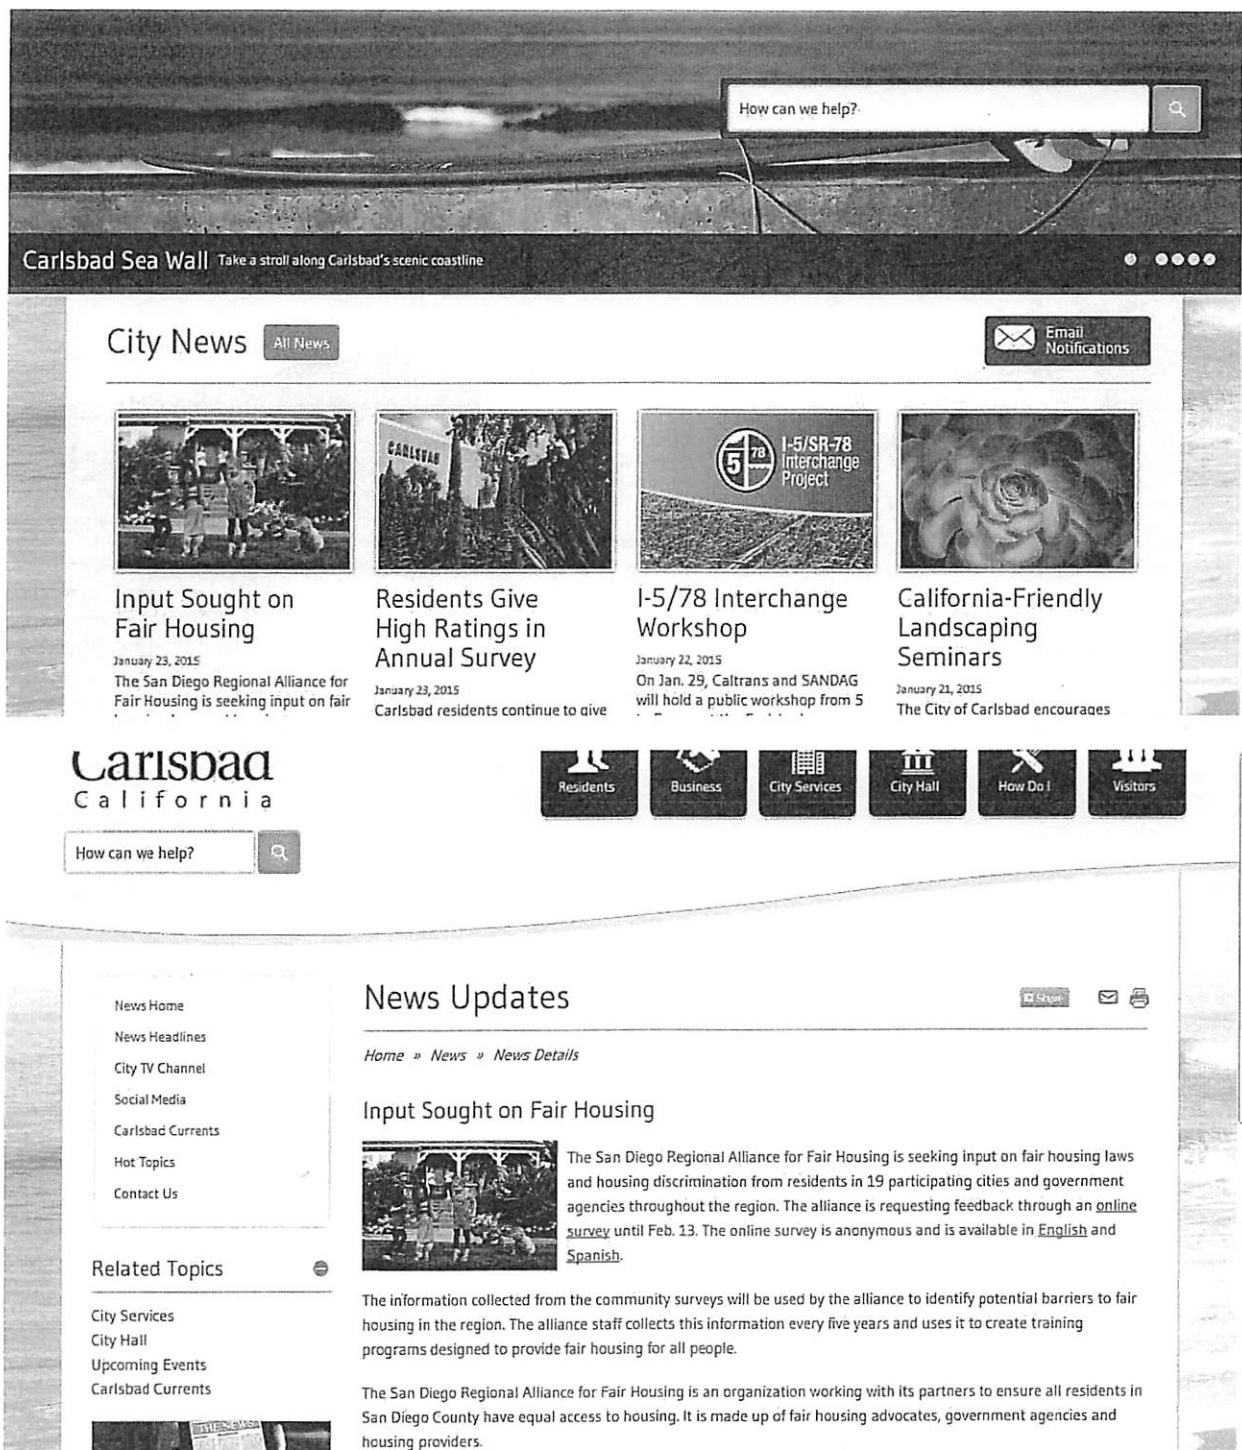 How can we help?
Carlsbad Sea Wall Take a stroll along Carlsbad's scenic coastline
City News All News
Email
Notifications
CARLSBAD
5 78 I-5/SR-78
Interchange
Project
Input Sought on
Fair Housing
January 23, 2015
The San Diego Regional Alliance for
Fair Housing is seeking input on fair
Residents Give
High Ratings in
Annual Survey
January 23, 2015
Carlsbad residents continue to give
I-5/78 Interchange
Workshop
January 22, 2015
On Jan. 29, Caltrans and SANDAG
will hold a public workshop from 5
California-Friendly
Landscaping
Seminars
January 21, 2015
The City of Carlsbad encourages
Carlsbad
California
Residents Business City Services City Hall How Do I Visitors
How can we help?
News Home
News Headlines
City TV Channel
Social Media
Carlsbad Currents
Hot Topics
Contact Us
Related Topics
City Services
City Hall
Upcoming Events
Carlsbad Currents
THE NEWS
News Updates
Share
Home » News » News Details
Input Sought on Fair Housing
The San Diego Regional Alliance for Fair Housing is seeking input on fair housing laws
and housing discrimination from residents in 19 participating cities and government
agencies throughout the region. The alliance is requesting feedback through an online
survey until Feb. 13. The online survey is anonymous and is available in English and
Spanish.
The information collected from the community surveys will be used by the alliance to identify potential barriers to fair
housing in the region. The alliance staff collects this information every five years and uses it to create training
programs designed to provide fair housing for all people.
The San Diego Regional Alliance for Fair Housing is an organization working with its partners to ensure all residents in
San Diego County have equal access to housing. It is made up of fair housing advocates, government agencies and
housing providers.